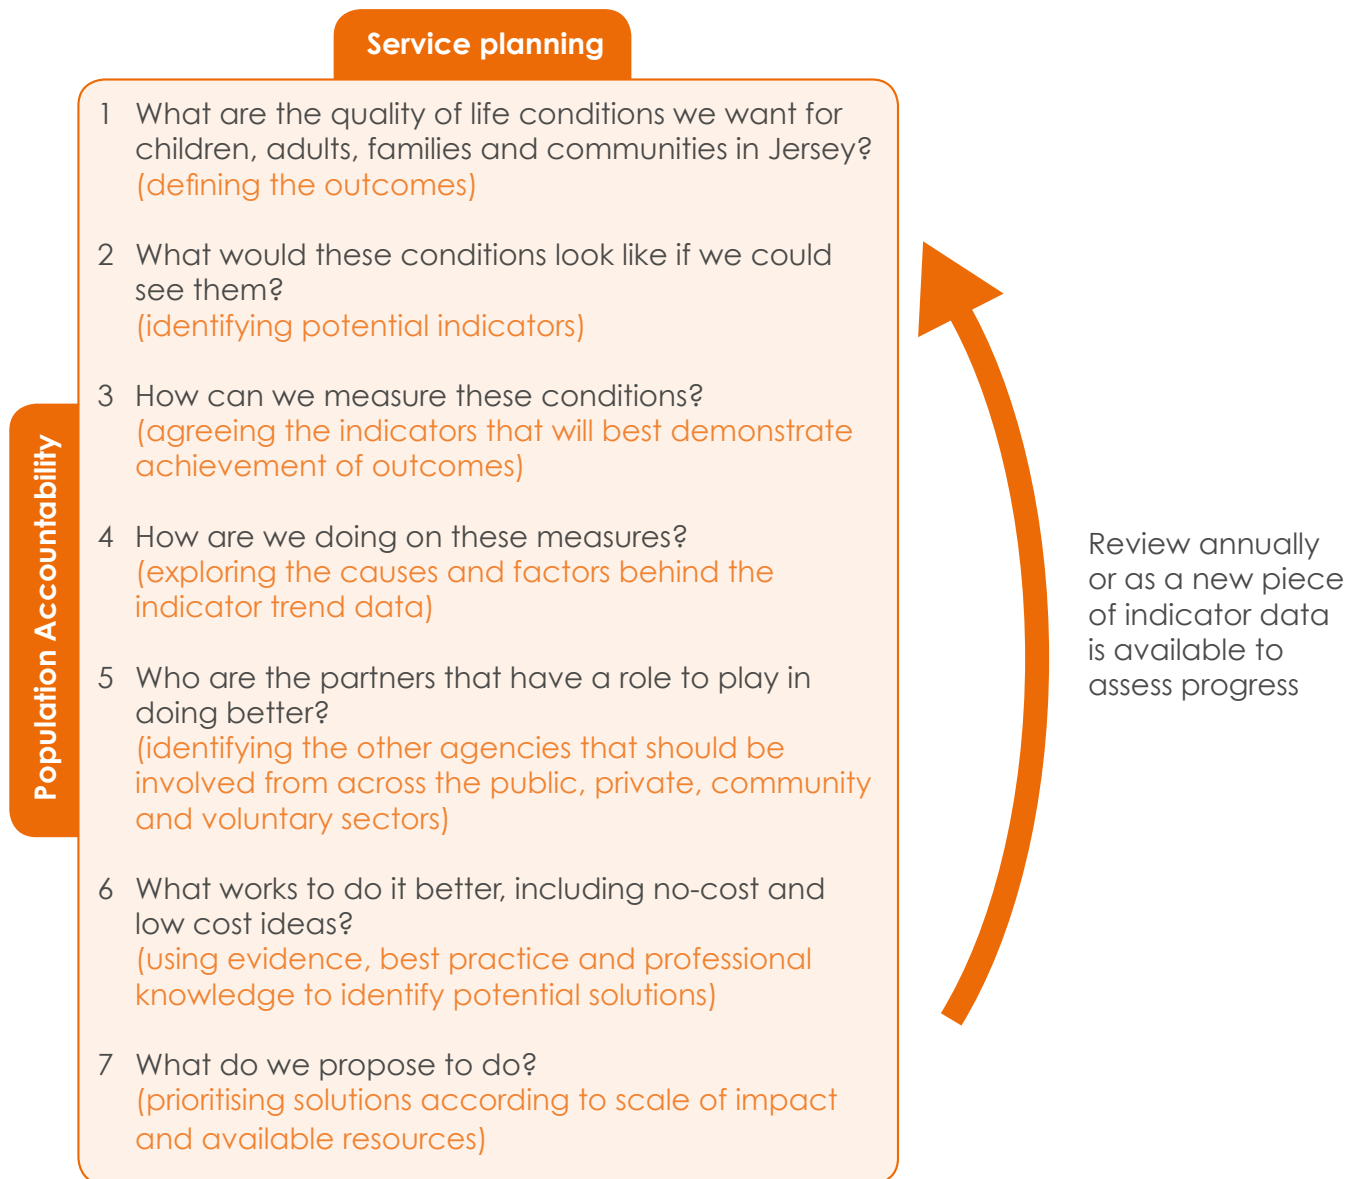 Service planning
1 What are the quality of life conditions we want for
children, adults, families and communities in Jersey?
(defining the outcomes)
2 What would these conditions look like if we could
see them?
(identifying potential indicators)
3 How can we measure these conditions?
(agreeing the indicators that will best demonstrate
achievement of outcomes)
4 How are we doing on these measures?
(exploring the causes and factors behind the
indicator trend data)
5 Who are the partners that have a role to play in
doing better?
(identifying the other agencies that should be
involved from across the public, private, community
and voluntary sectors)
6 What works to do it better, including no-cost and
low cost ideas?
(using evidence, best practice and professional
knowledge to identify potential solutions)
7 What do we propose to do?
(prioritising solutions according to scale of impact
and available resources)
Population Accountability
Review annually
or as a new piece
of indicator data
is available to
assess progress